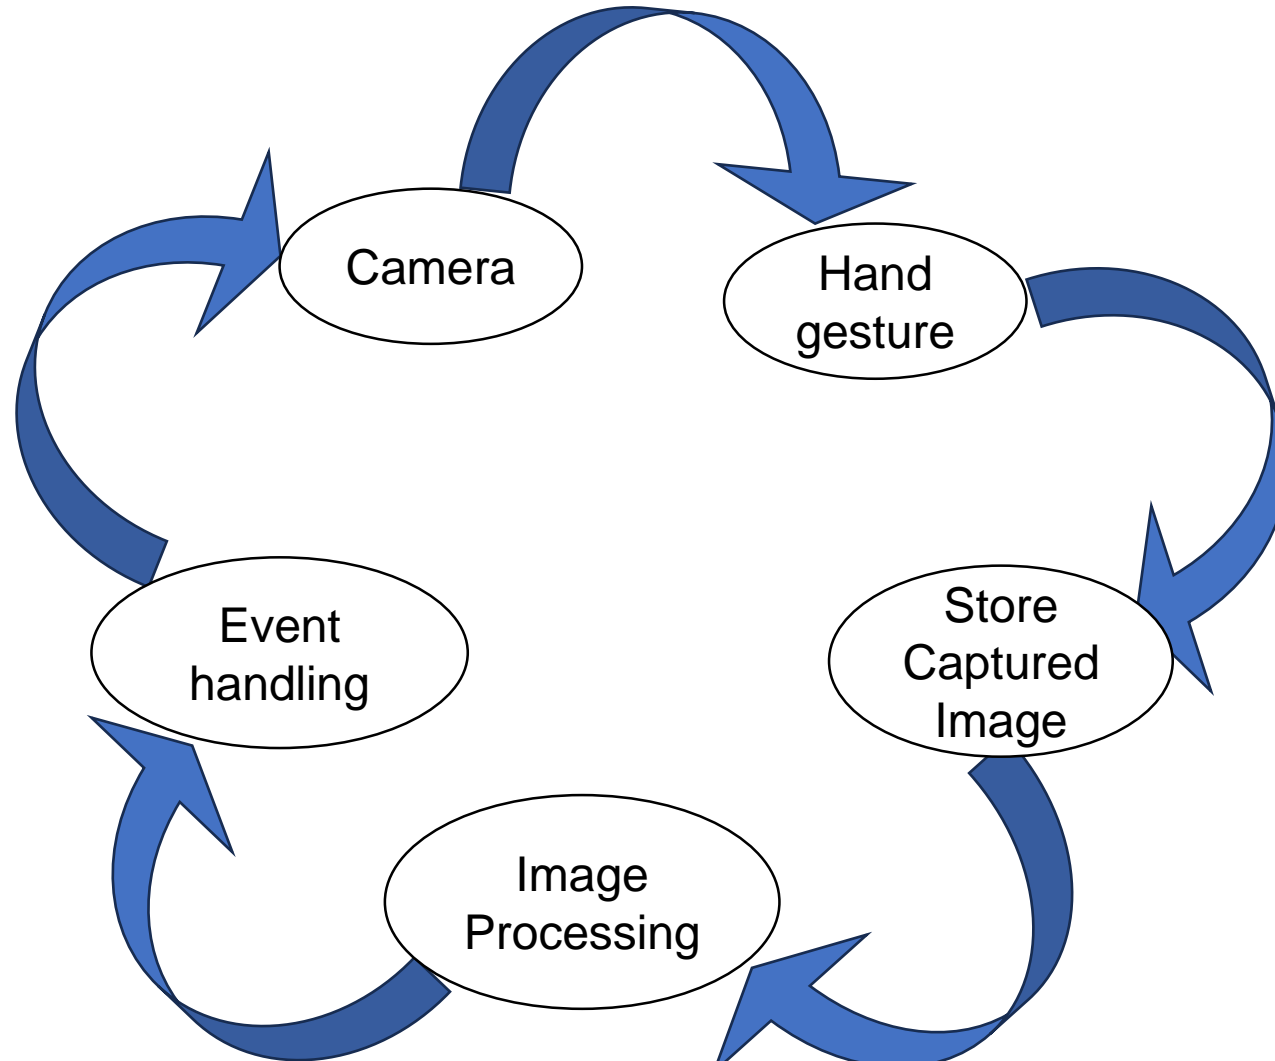 Camera
Hand
gesture
Store
Captured
Image
Image
Processing
Event
handling